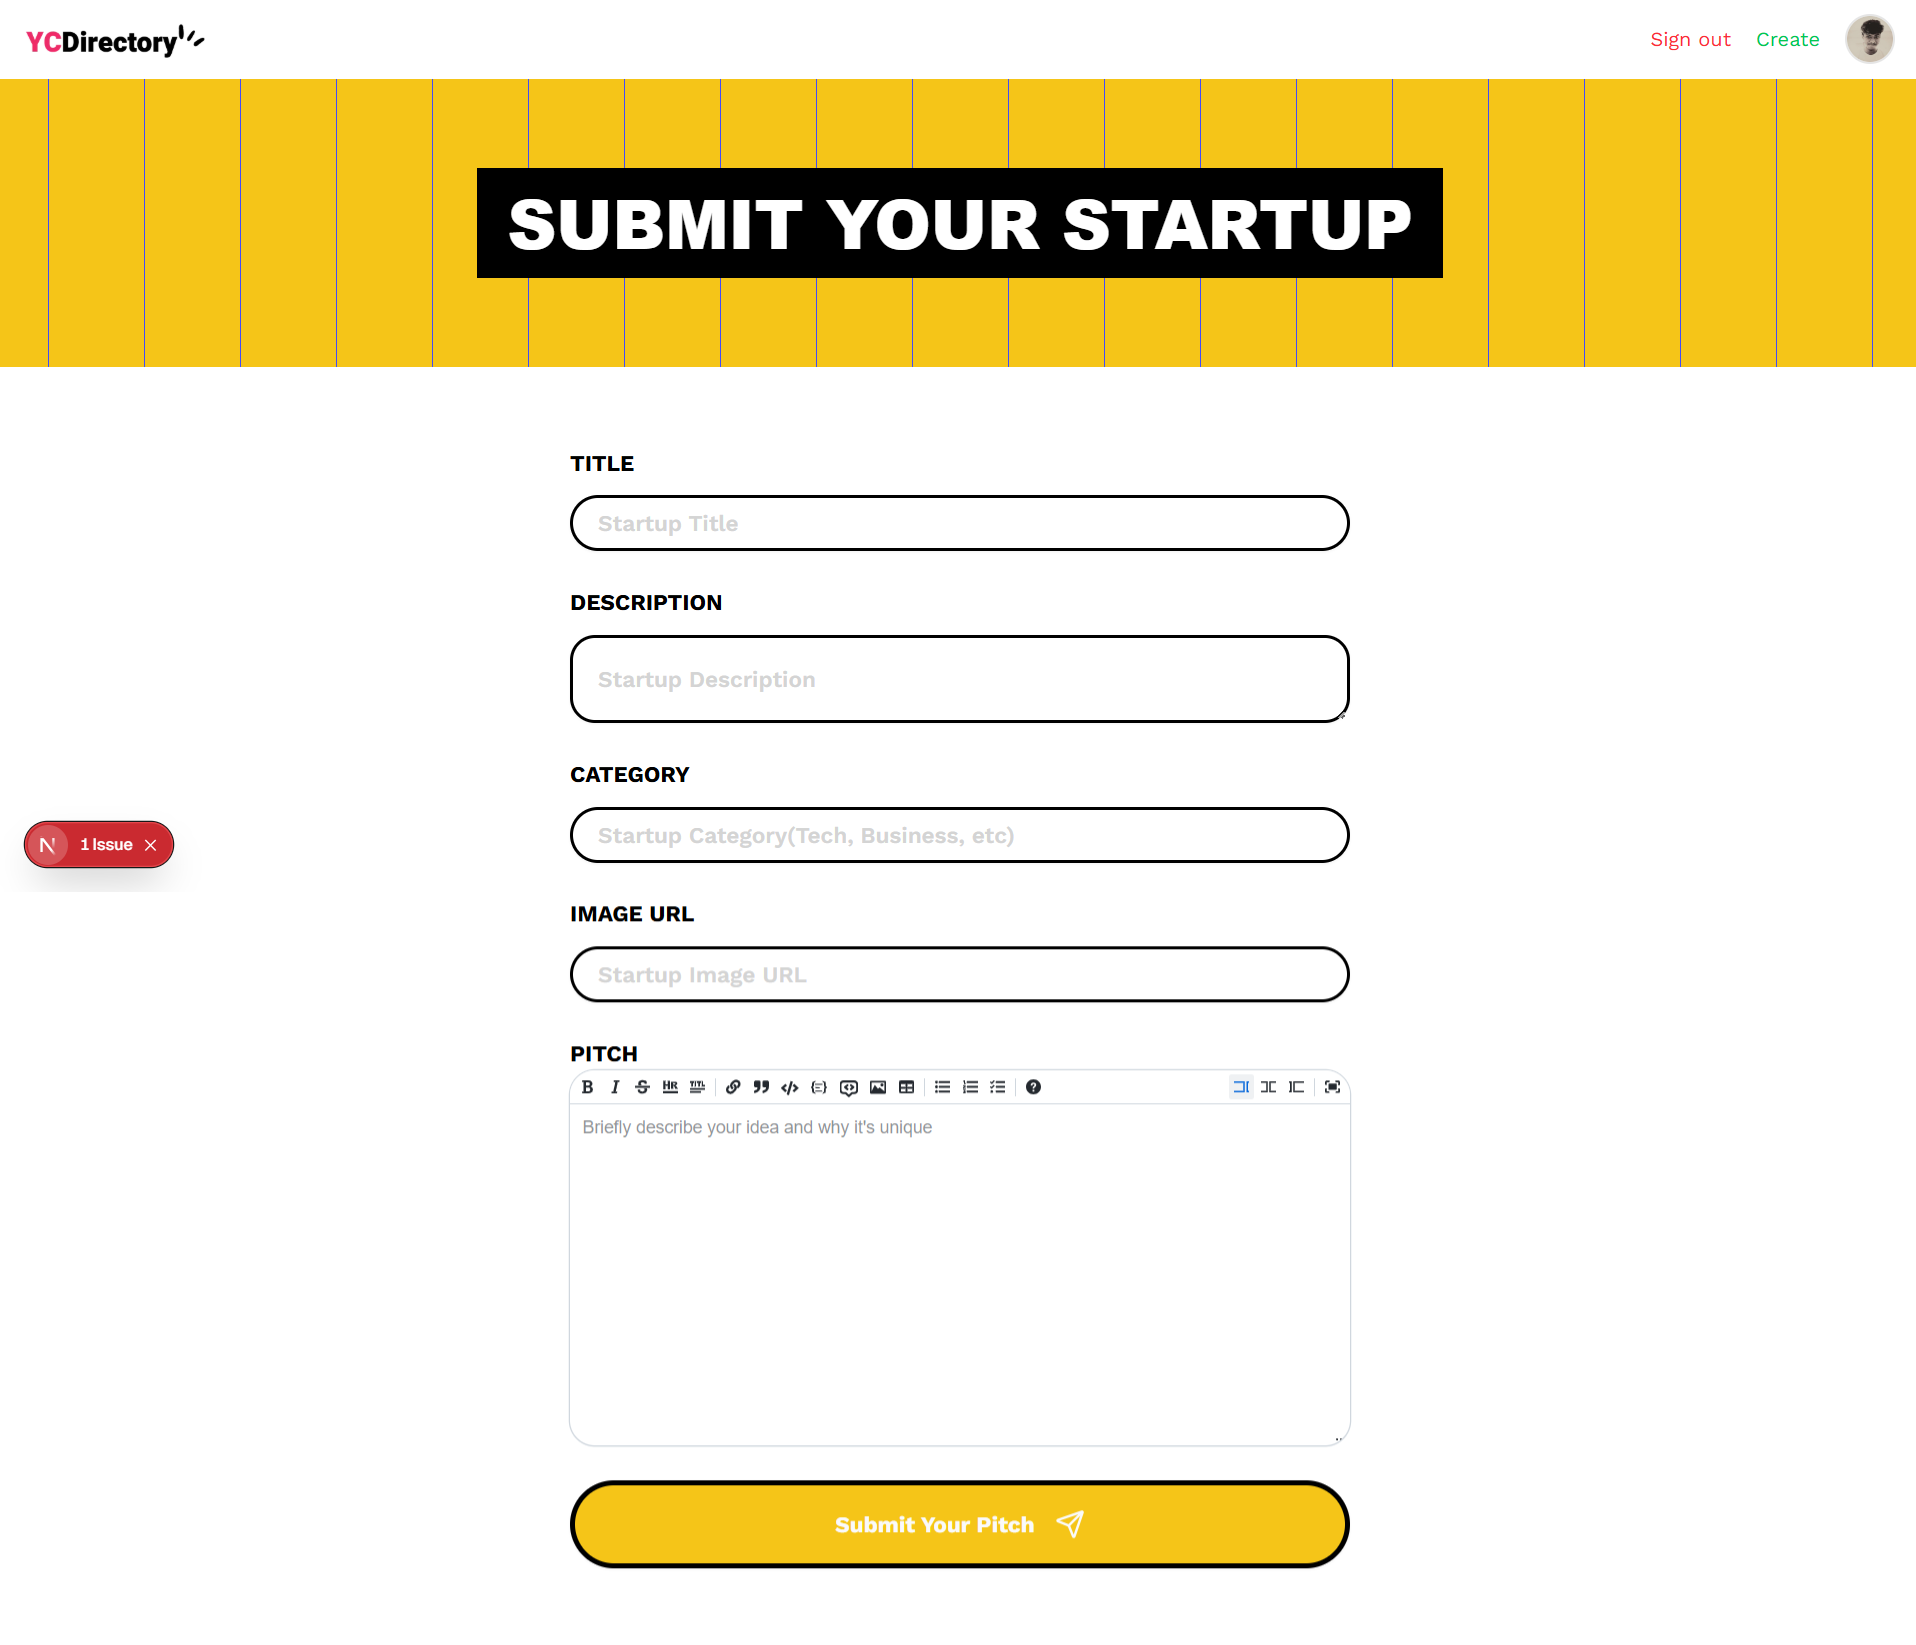 YCDirectory
Sign out Create
SUBMIT YOUR STARTUP
TITLE
Startup Title
DESCRIPTION
Startup Description
CATEGORY
Startup Category(Tech, Business, etc)
N 1 Issue
IMAGE URL
Startup Image URL
PITCH
B I S HR TITL
Briefly describe your idea and why it's unique
Submit Your Pitch